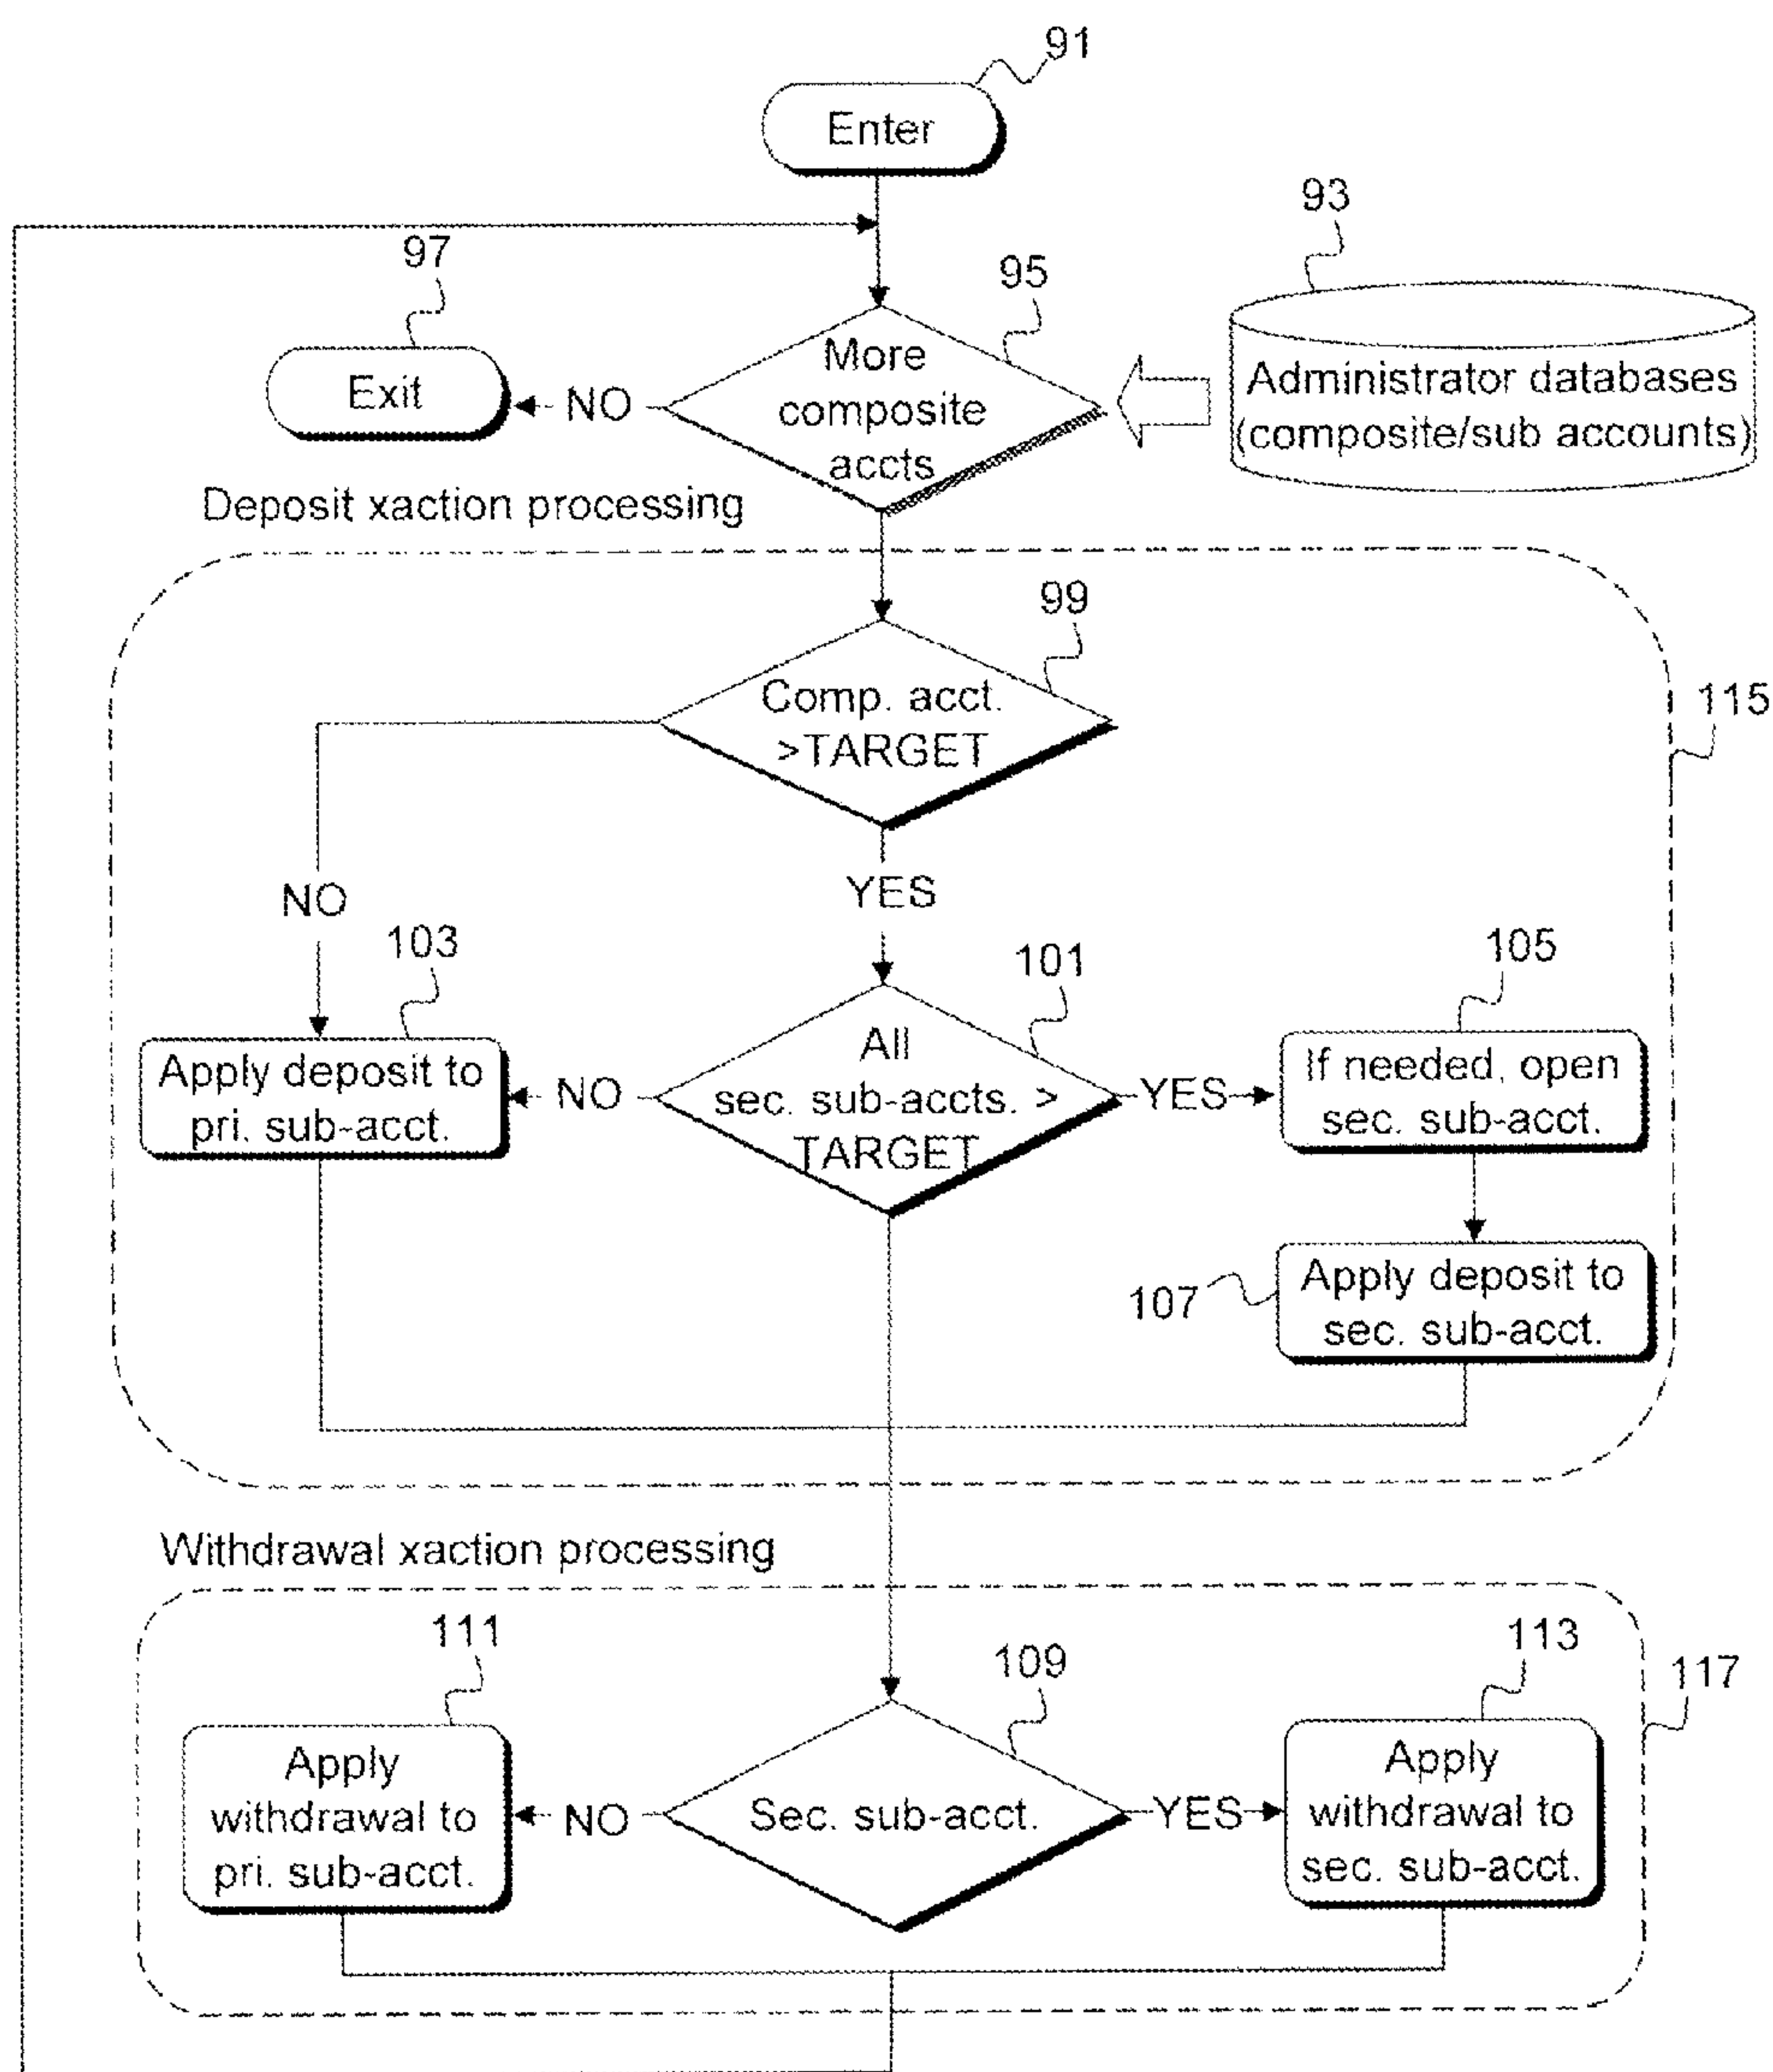 91
Enter
93
97
95
Exit
NO
More
composite
accts
Administrator databases
(composite/sub accounts)
Deposit xaction processing
99
115
Comp. acct.
>TARGET
NO
YES
103
101
105
Apply deposit to
pri. sub-acct.
NO
All
sec. sub-accts. >
TARGET
YES
If needed, open
sec. sub-acct.
107
Apply deposit to
sec. sub-acct.
Withdrawal xaction processing
111
109
113
117
Apply
withdrawal to
pri. sub-acct.
NO
Sec. sub-acct.
YES
Apply
withdrawal to
sec. sub-acct.